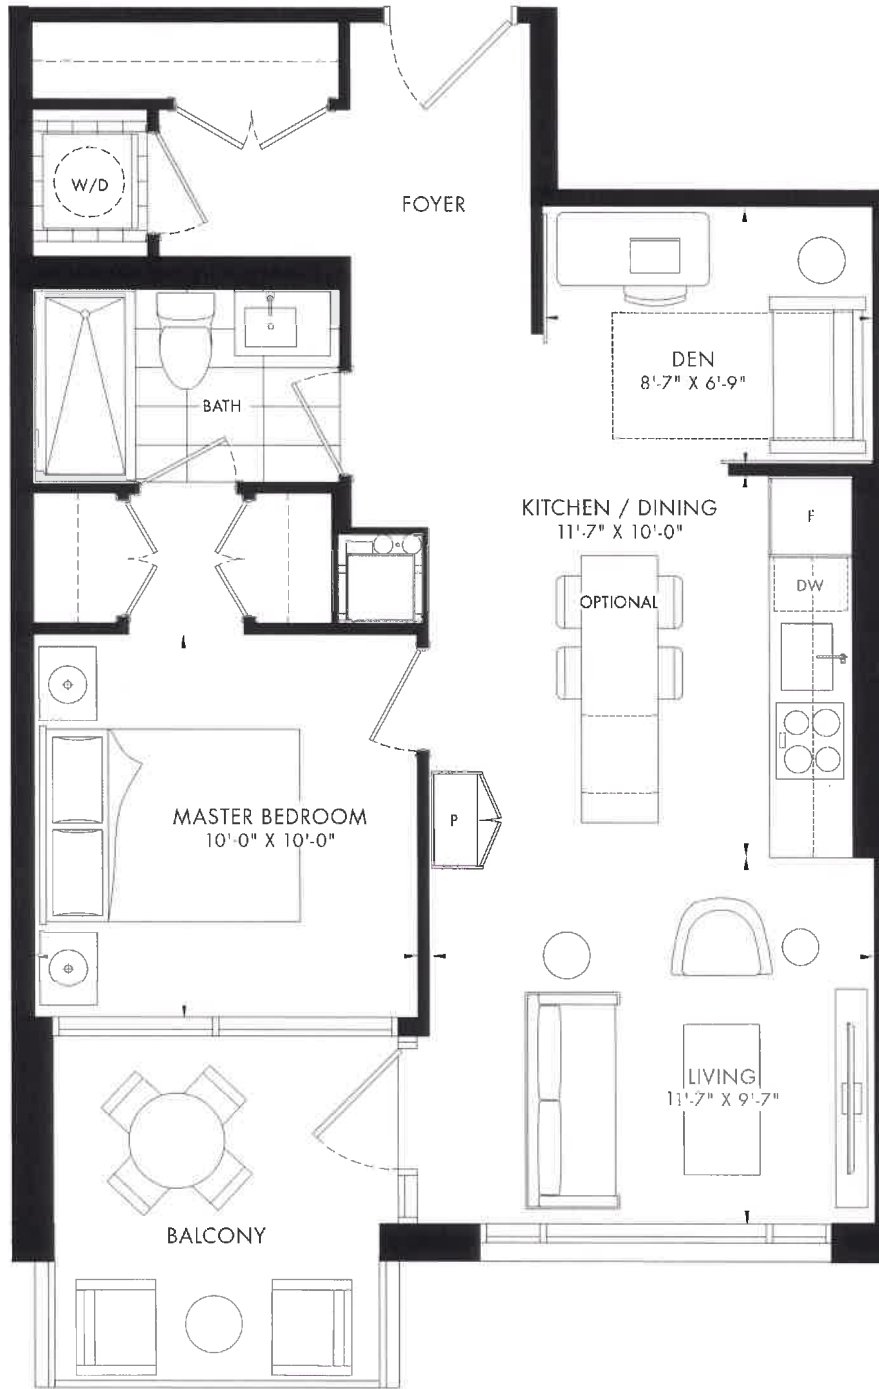 W/D
FOYER
DEN
8'-7" X 6'-9"
BATH
KITCHEN / DINING
11'-7" X 10'-0"
F
DW
OPTIONAL
MASTER BEDROOM
10'-0" X 10'-0"
P
LIVING
11'-7" X 9'-7"
BALCONY